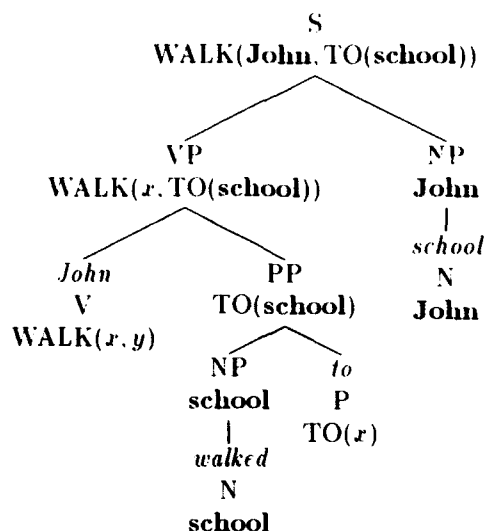 S
WALK(John, TO(school))
VP NP
WALK(x, TO(school)) John
John PP school
V TO(school) N
WALK(x, y) John
NP to
school P
TO(x)
walked
N
school